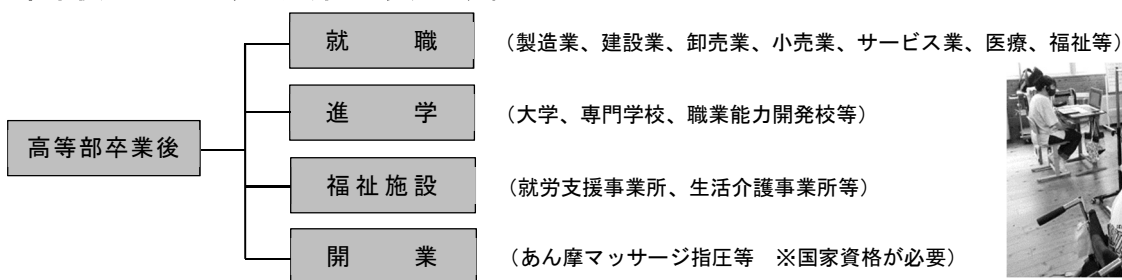 就職 （製造業、建設業、卸売業、小売業、サービス業、医療、福祉等）
進学 （大学、専門学校、職業能力開発校等）
高等部卒業後
福祉施設 （就労支援事業所、生活介護事業所等）
開業 （あん摩マッサージ指圧等　※国家資格が必要）